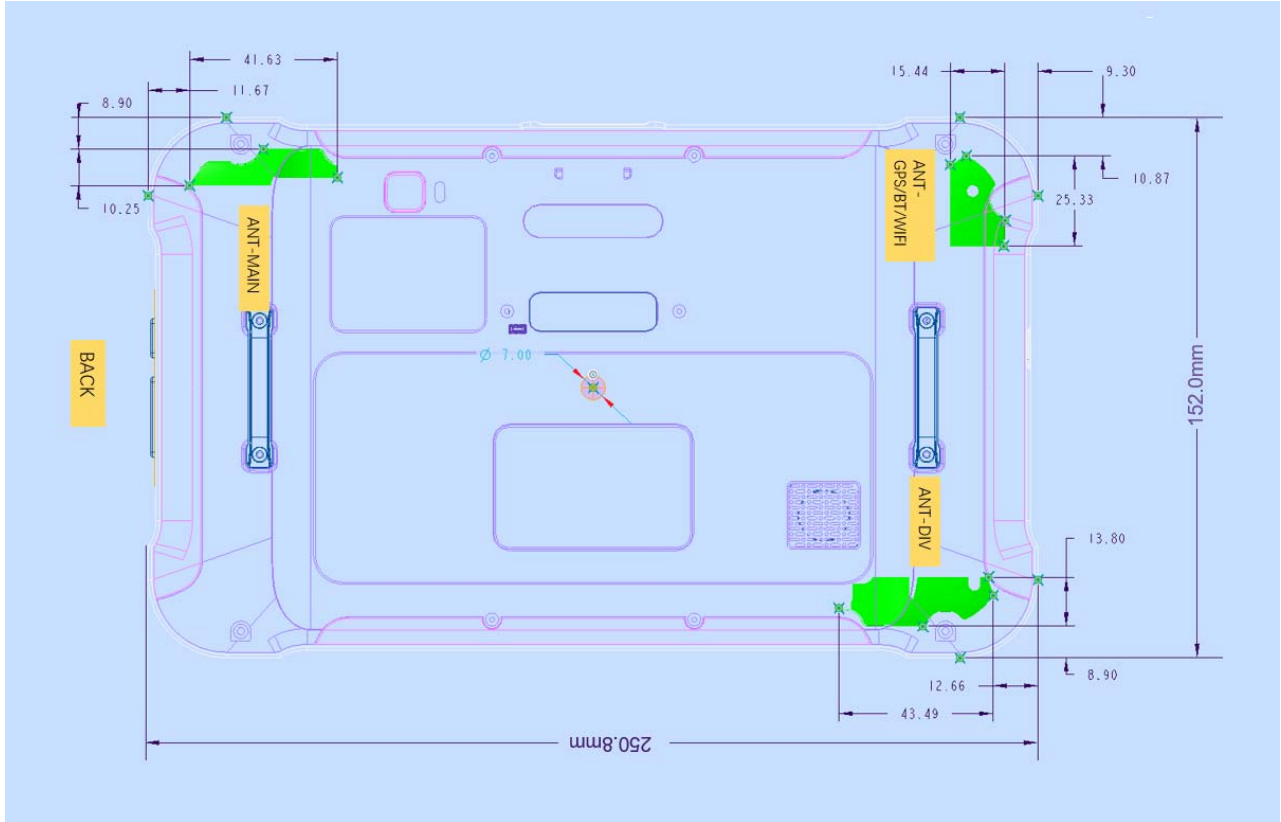 41.63
15.44
9.30
11.67
8.90
10.87
10.25
25.33
ANT-
GPS/BT/WIFI
ANT-MAIN
Ø 7.00
BACK
152.0mm
ANT-DIV
13.80
8.90
12.66
43.49
250.8mm